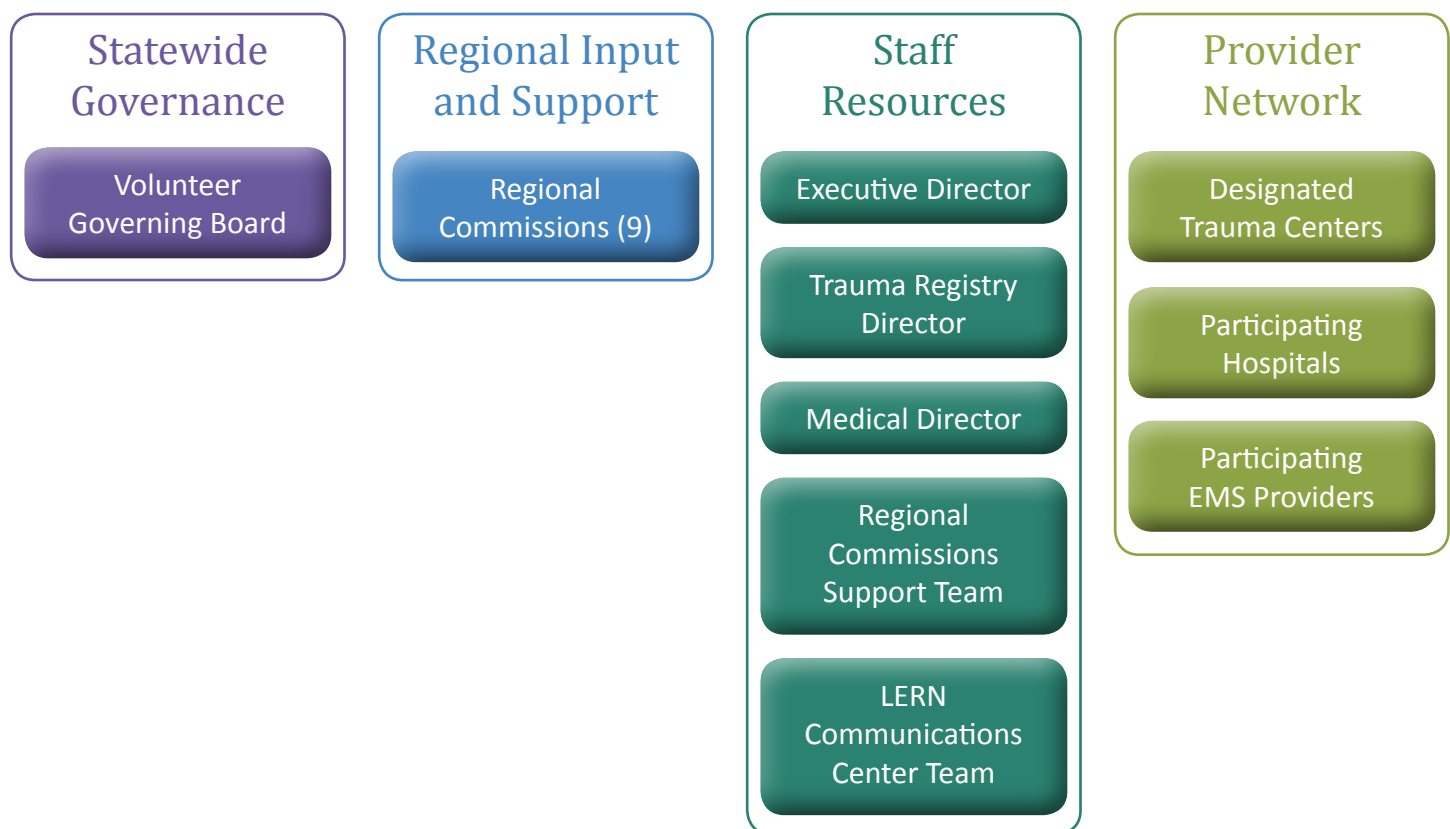 Statewide
Governance
Volunteer
Governing Board
Regional Input
and Support
Regional
Commissions (9)
Staff
Resources
Executive Director
Trauma Registry
Director
Medical Director
Regional
Commissions
Support Team
LERN
Communications
Center Team
Provider
Network
Designated
Trauma Centers
Participating
Hospitals
Participating
EMS Providers